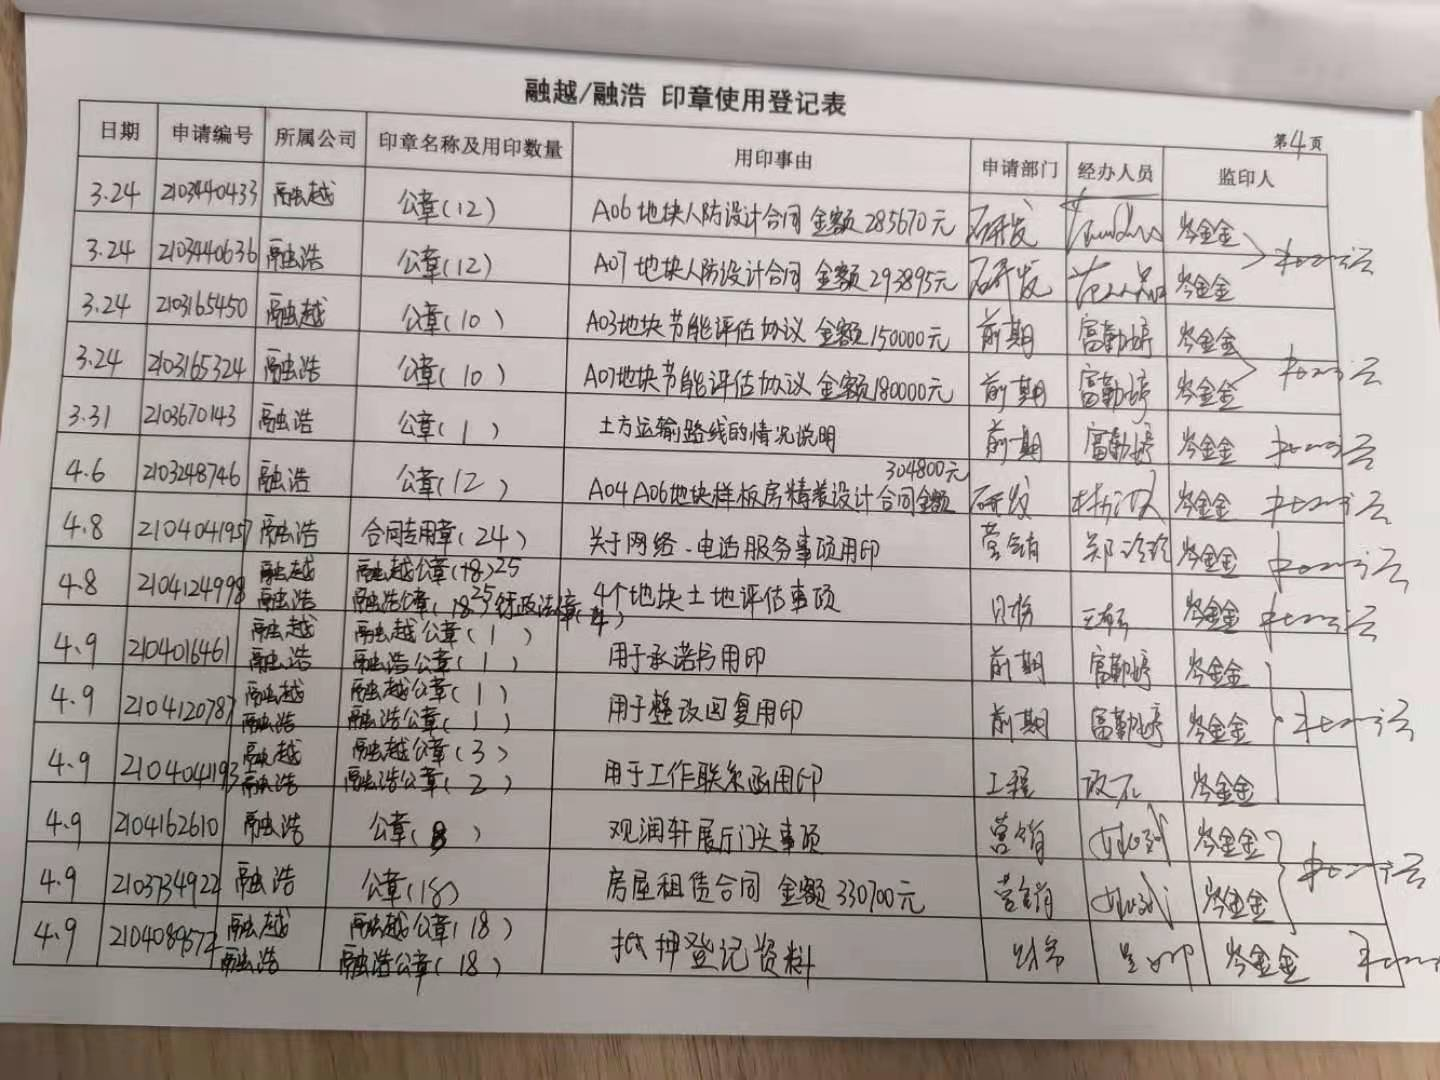 融越/融浩 印章使用登记表
第4页
日期 申请编号 所属公司 印章名称及用印数量 用印事由 申请部门 经办人员 监印人
3.24 2103440433 融越 公章(12) A06地块人防设计合同 金额285670元 研发 岑金金
3.24 2103440636 融浩 公章(12) A07地块人防设计合同 金额293895元 研发 岑金金
3.24 2103165450 融越 公章(10) A03地块节能评估协议 金额150000元 前期 富勤婷 岑金金
3.24 2103165324 融浩 公章(10) A07地块节能评估协议 金额180000元 前期 富勤婷 岑金金
3.31 2103670143 融浩 公章(1) 土方运输路线的情况说明 前期 富勤婷 岑金金
304800元
4.6 2103248746 融浩 公章(12) A04 A06地块样板房精装设计合同金额 研发 岑金金
4.8 2104041957 融浩 合同专用章(24) 关于网络、电话服务事项用印 营销 郑珍珍 岑金金
4.8 2104124998 融越 融越公章(18)25 4个地块土地评估事项 岑金金
融浩 融浩公章(18 25
4.9 2104016461 融越 融越公章(1) 用于承诺书用印 前期 富勤婷 岑金金
融浩 融浩公章(1)
4.9 2104120787 融越 融越公章(1) 用于整改回复用印 前期 富勤婷 岑金金
融浩 融浩公章(1)
4.9 2104041193 融越 融越公章(3) 用于工作联系函用印 工程 岑金金
融浩 融浩公章(2)
4.9 2104162610 融浩 公章(8) 观润轩展厅门头事项 营销 岑金金
4.9 2103734922 融浩 公章(18) 房屋租赁合同 金额330700元 营销 岑金金
4.9 2104089572 融越 融越公章(18) 抵押登记资料 财务 岑金金
融浩 融浩公章(18)